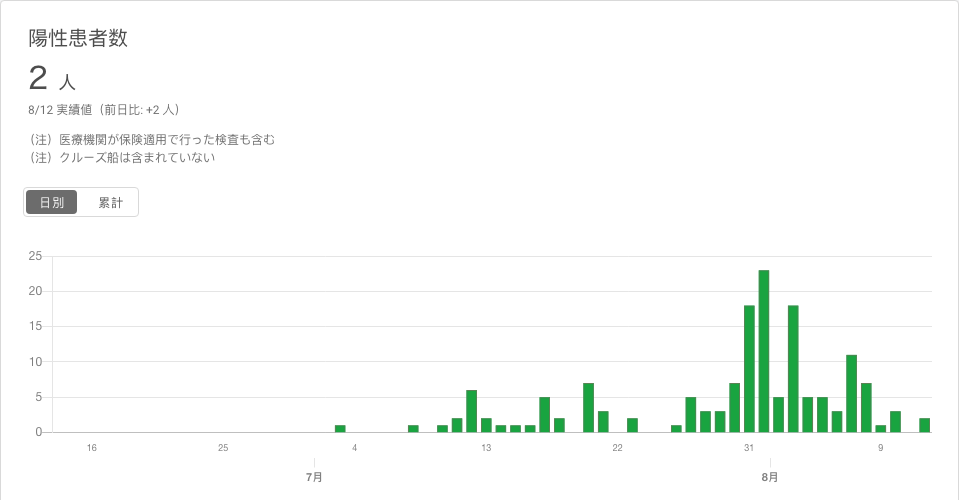 陽性患者数
2 人
8/12 実績値（前日比: +2 人）
（注）医療機関が保険適用で行った検査も含む
（注）クルーズ船は含まれていない
日別 累計
25
20
15
10
5
0
16 25 4 13 22 31 9
7月 8月